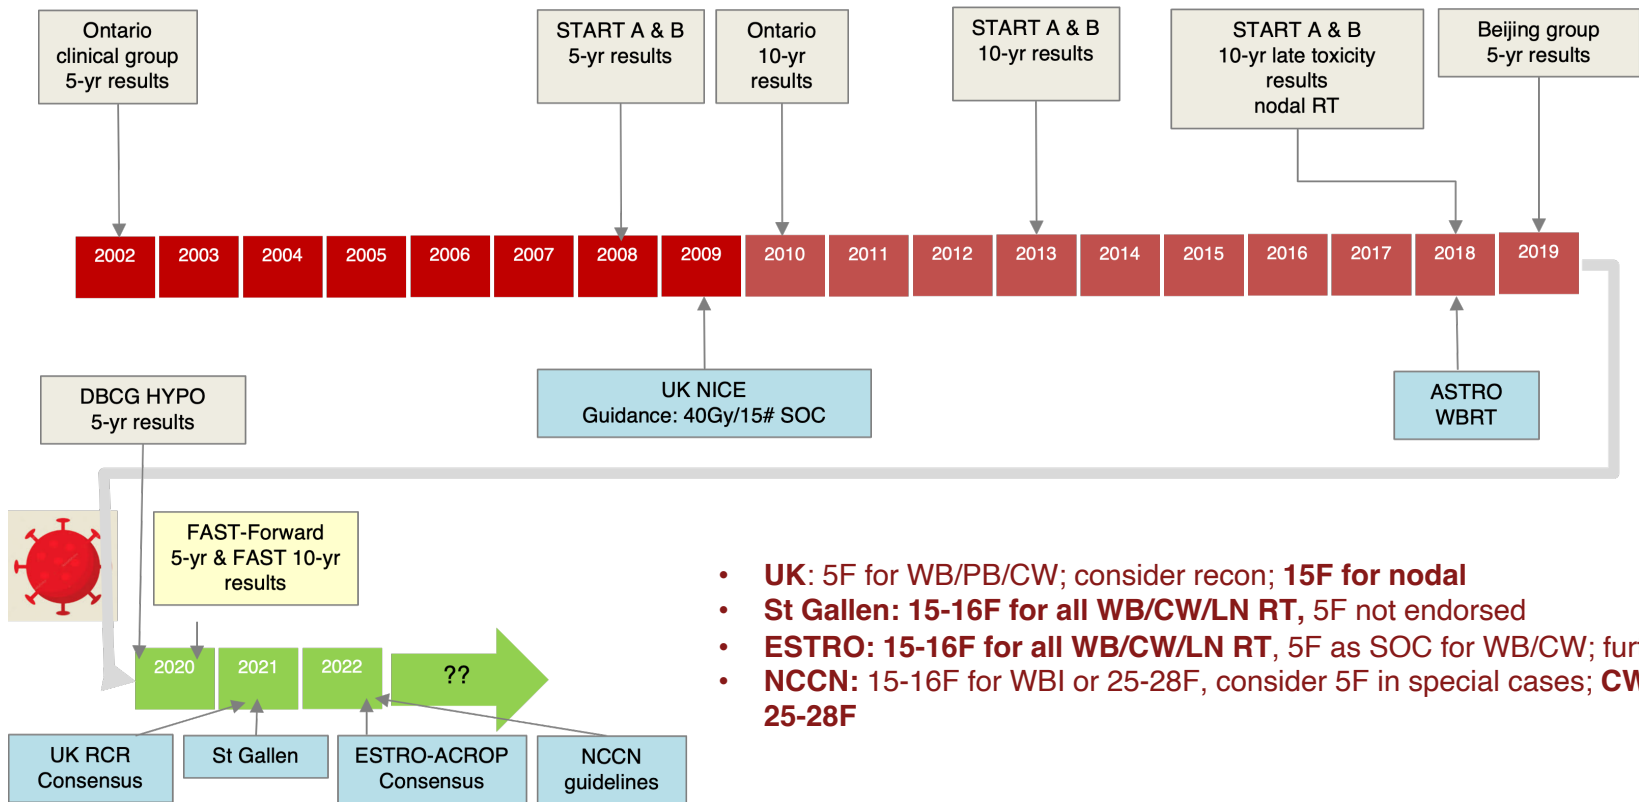 Ontario
clinical group
5-yr results
START A & B
5-yr results
Ontario
10-yr
results
START A & B
10-yr results
START A & B
10-yr late toxicity
results
nodal RT
Beijing group
5-yr results
2002
2003
2004
2005
2006
2007
2008
2009
2010
2011
2012
2013
2014
2015
2016
2017
2018
2019
UK NICE
Guidance: 40Gy/15# SOC
ASTRO
WBRT
DBCG HYPO
5-yr results
FAST-Forward
5-yr & FAST 10-yr
results
2020
2021
2022
??
UK RCR
Consensus
St Gallen
ESTRO-ACROP
Consensus
NCCN
guidelines
• UK: 5F for WB/PB/CW; consider recon; 15F for nodal
• St Gallen: 15-16F for all WB/CW/LN RT, 5F not endorsed
• ESTRO: 15-16F for all WB/CW/LN RT, 5F as SOC for WB/CW;
• NCCN: 15-16F for WBI or 25-28F, consider 5F in special cases;
25-28F